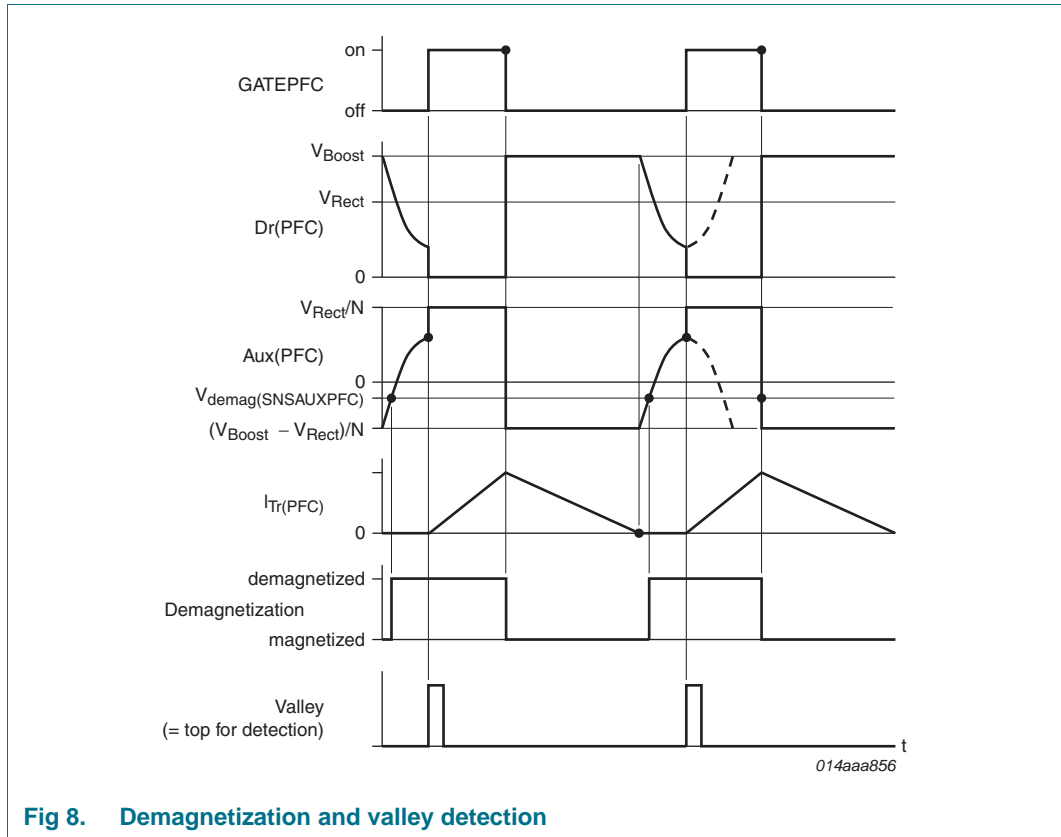 on
GATEPFC
off
VBoost
VRect
Dr(PFC)
0
VRect/N
Aux(PFC)
0
Vdemag(SNSAUXPFC)
(VBoost − VRect)/N
ITr(PFC)
0
demagnetized
Demagnetization
magnetized
Valley
(= top for detection)
t
014aaa856
Fig 8. Demagnetization and valley detection